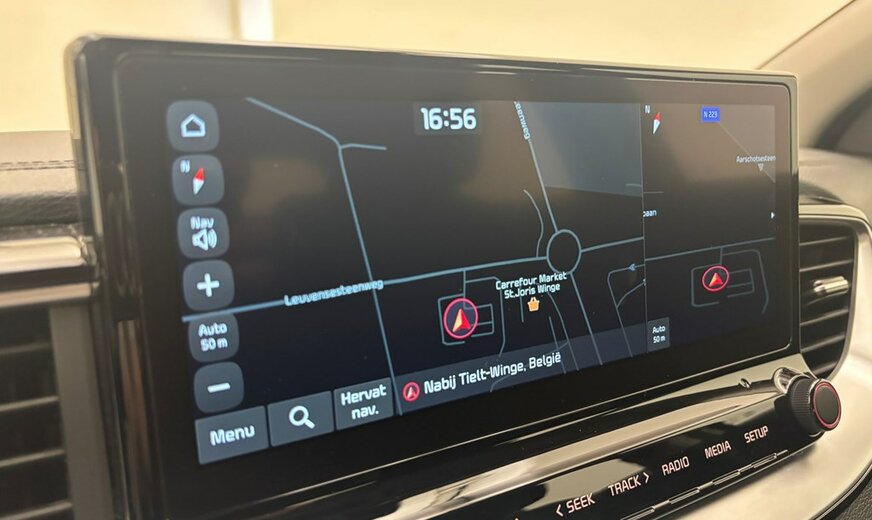 16:56
N
Nav
+
Auto
50 m
−
Menu
Hervat
nav.
Leuvensesteenweg
Carrefour Market
St.Joris Winge
Nabij Tielt-Winge, België
N
N 223
Aarschotsesteen
baan
Auto
50 m
< SEEK
TRACK >
RADIO
MEDIA
SETUP